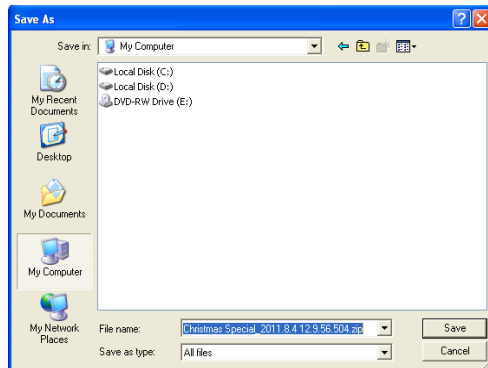 Save As
Save in:
My Computer
Local Disk (C:)
Local Disk (D:)
DVD-RW Drive (E:)
My Recent
Documents
Desktop
My Documents
My Computer
My Network
Places
File name:
Christmas Special_2011.8.4 12.9.56.504.zip
Save
Save as type:
All files
Cancel